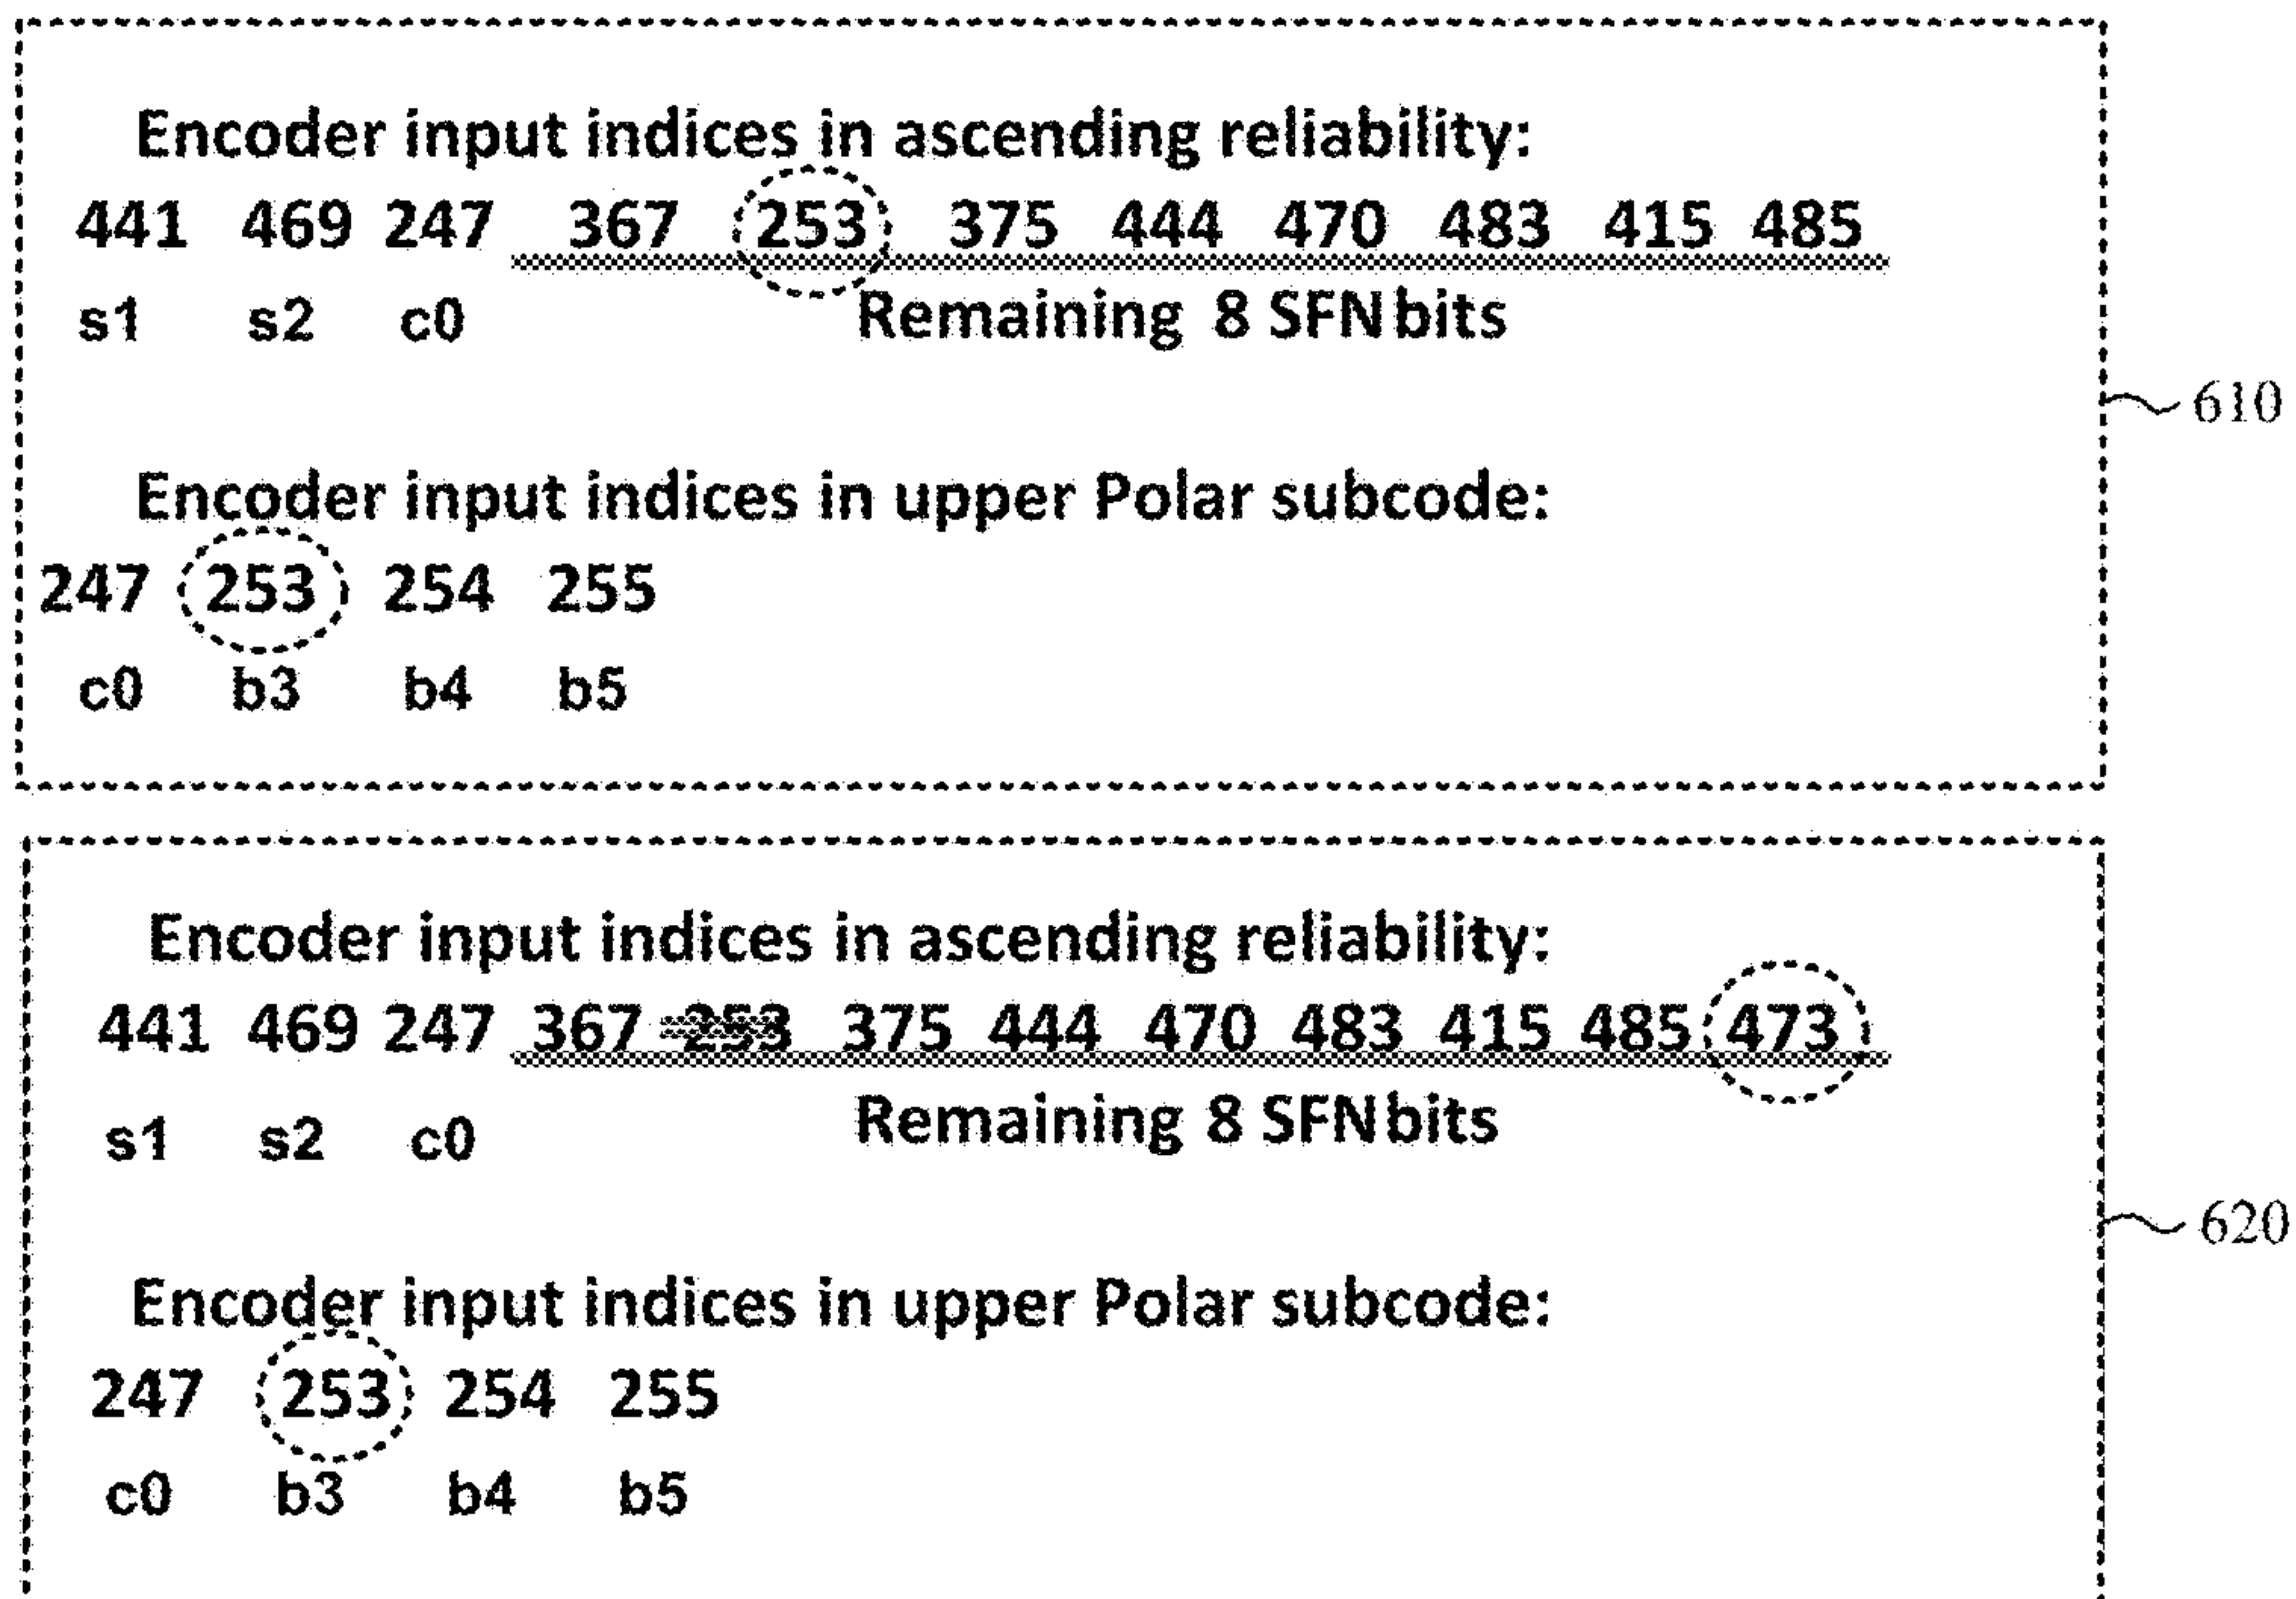 Encoder input indices in ascending reliability:
441 469 247 367 253 375 444 470 483 415 485
s1 s2 c0 Remaining 8 SFN bits
610
Encoder input indices in upper Polar subcode:
247 253 254 255
c0 b3 b4 b5
Encoder input indices in ascending reliability:
441 469 247 367 253 375 444 470 483 415 485 473
s1 s2 c0 Remaining 8 SFN bits
620
Encoder input indices in upper Polar subcode:
247 253 254 255
c0 b3 b4 b5